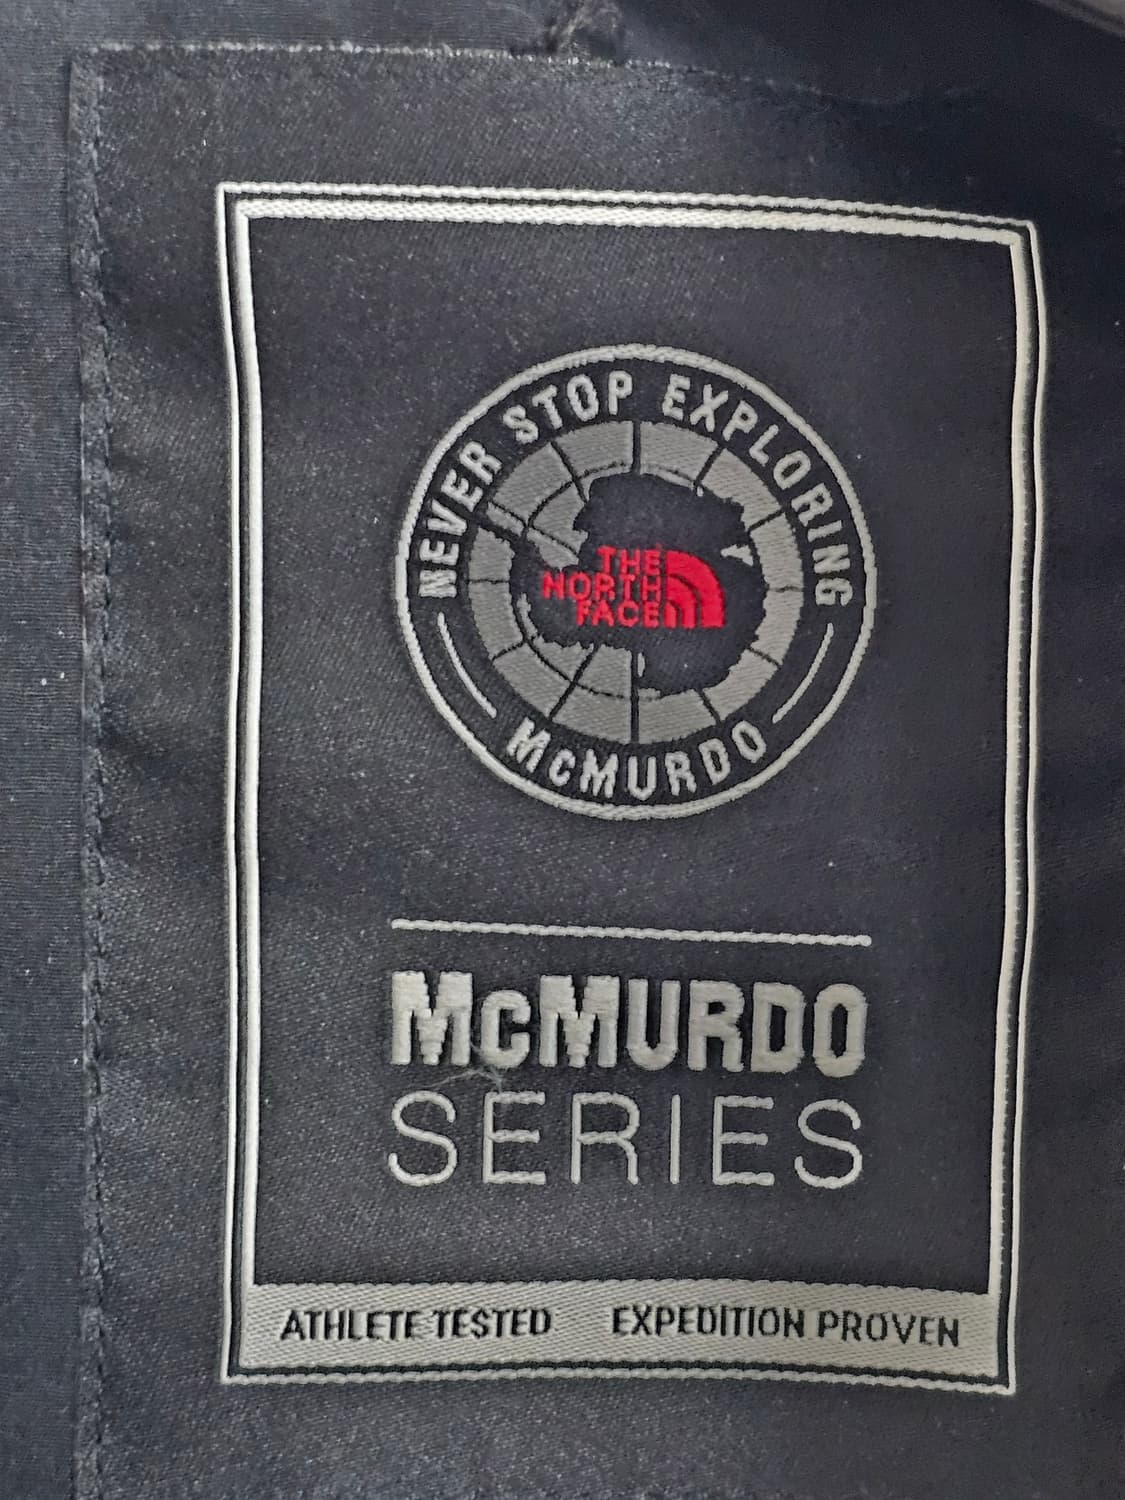 NEVER STOP EXPLORING
THE
NORTH
FACE
McMURDO
McMURDO
SERIES
ATHLETE TESTED EXPEDITION PROVEN